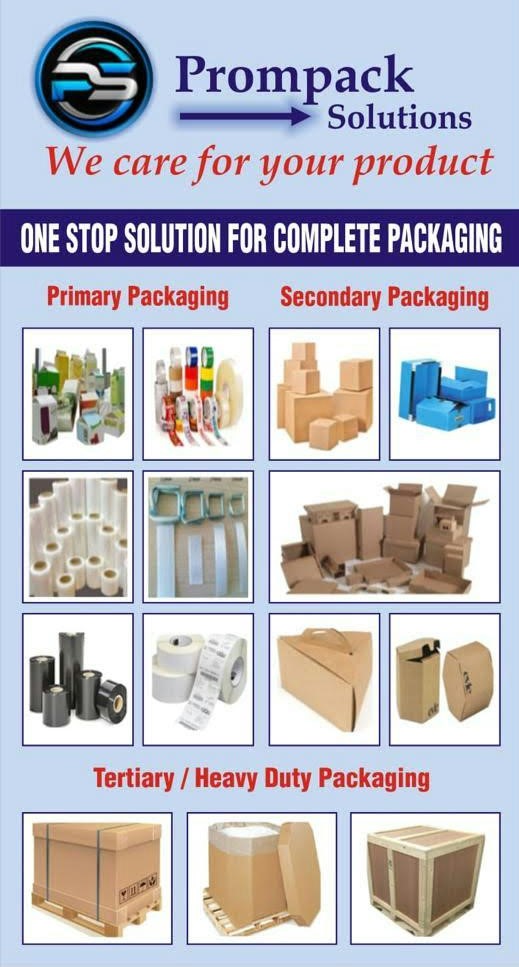 PS
Prompack
Solutions
We care for your product
ONE STOP SOLUTION FOR COMPLETE PACKAGING
Primary Packaging
Secondary Packaging
Tertiary / Heavy Duty Packaging